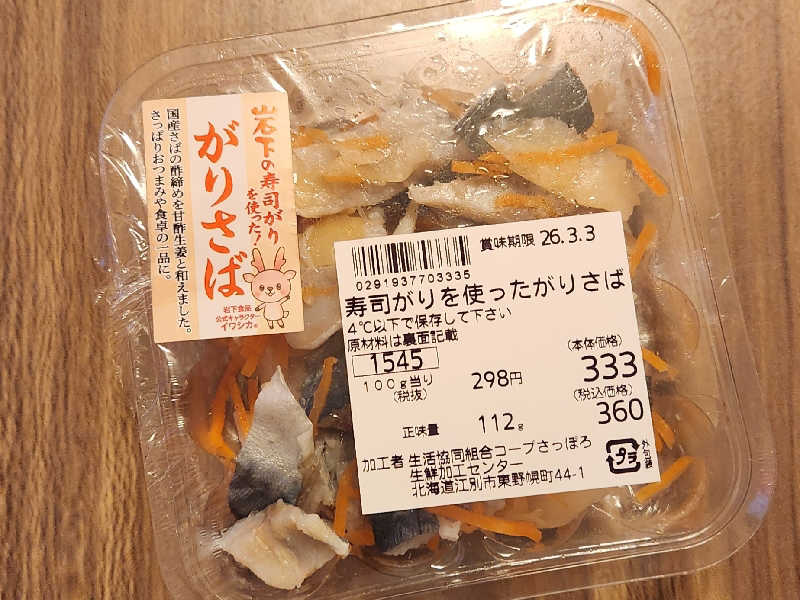 岩下の寿司がり
を使った!
がりさば
国産さばの酢締めを甘酢生姜と和えました。
さっぱりおつまみや食卓の一品に。
岩下食品
公式キャラクター
イワシカ®
賞味期限 26.3.3
0291937703335
寿司がりを使ったがりさば
4℃以下で保存して下さい
原材料は裏面記載
1545
100g当り
(税抜)
298円
(本体価格)
333
(税込価格)
360
正味量 112g
加工者 生活協同組合コープさっぽろ
生鮮加工センター
北海道江別市東野幌町44-1
プラ
外包装